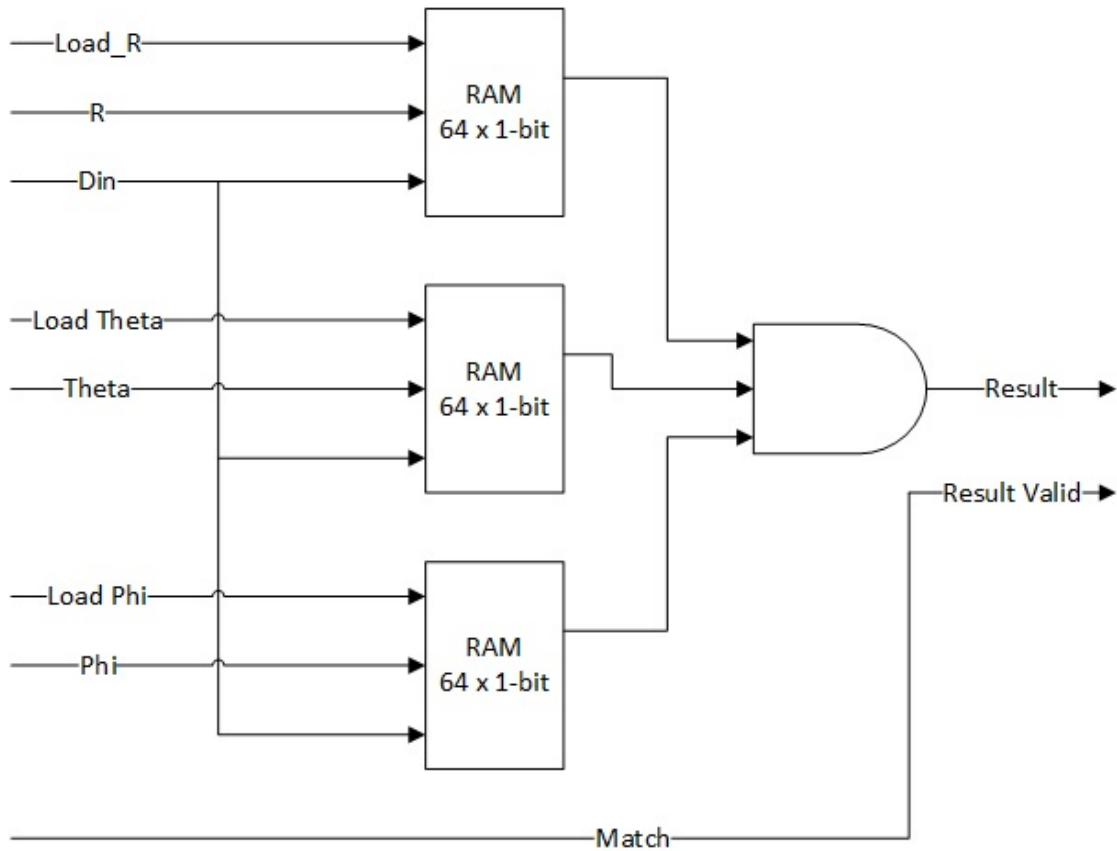 Load_R
R
Din
RAM
64 x 1-bit
Load Theta
Theta
RAM
64 x 1-bit
Result
Result Valid
Load Phi
Phi
RAM
64 x 1-bit
Match